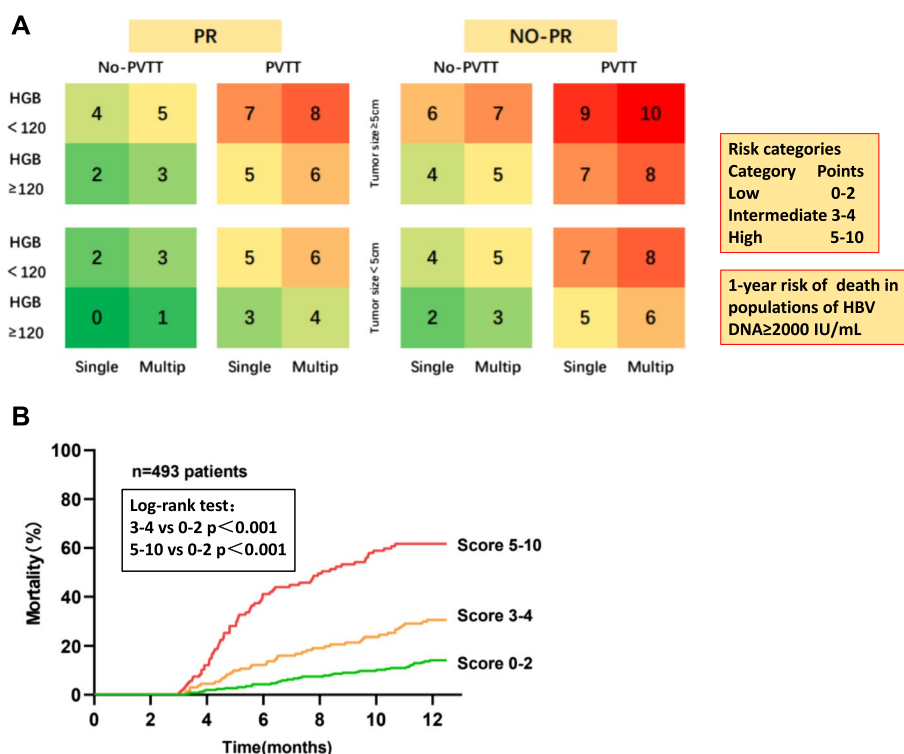 A
PR
NO-PR
No-PVTT
PVTT
No-PVTT
PVTT
HGB
<120
4 5 7 8
Tumor size≥5cm
6 7 9 10
HGB
≥120
2 3 5 6
4 5 7 8
HGB
<120
2 3 5 6
Tumor size<5cm
4 5 7 8
HGB
≥120
0 1 3 4
2 3 5 6
Single Multip Single Multip
Single Multip Single Multip
Risk categories
Category Points
Low 0-2
Intermediate 3-4
High 5-10
1-year risk of death in
populations of HBV
DNA≥2000 IU/mL
B
n=493 patients
Log-rank test：
3-4 vs 0-2 p＜0.001
5-10 vs 0-2 p＜0.001
Mortality(%)
100
80
60
40
20
0
Score 5-10
Score 3-4
Score 0-2
0 2 4 6 8 10 12
Time(months)